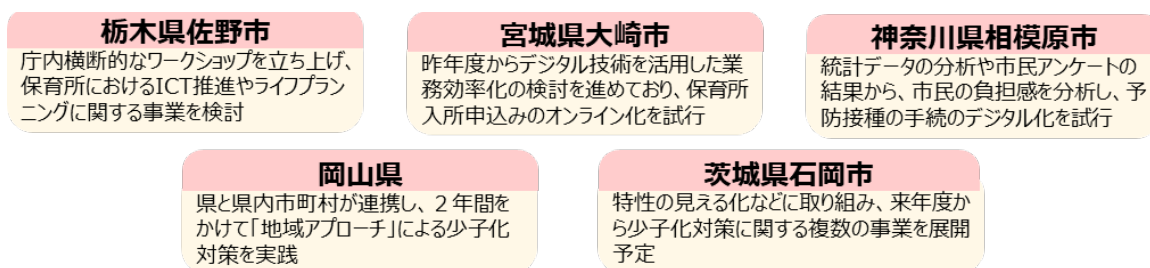 栃木県佐野市
庁内横断的なワークショップを立ち上げ、
保育所におけるICT推進やライフプラン
ニングに関する事業を検討
宮城県大崎市
昨年度からデジタル技術を活用した業
務効率化の検討を進めており、保育所
入所申込みのオンライン化を試行
神奈川県相模原市
統計データの分析や市民アンケートの
結果から、市民の負担感を分析し、予
防接種の手続のデジタル化を試行
岡山県
県と県内市町村が連携し、2年間を
かけて「地域アプローチ」による少子化
対策を実践
茨城県石岡市
特性の見える化などに取り組み、来年度か
ら少子化対策に関する複数の事業を展開
予定